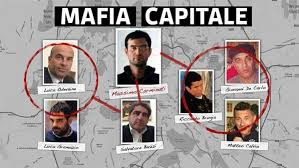 MAFIA CAPITALE
Luca Odevaine
Massimo Carminati
Riccardo Brugia
Giovanni De Carlo
Luca Gramazio
Salvatore Buzzi
Matteo Calvio